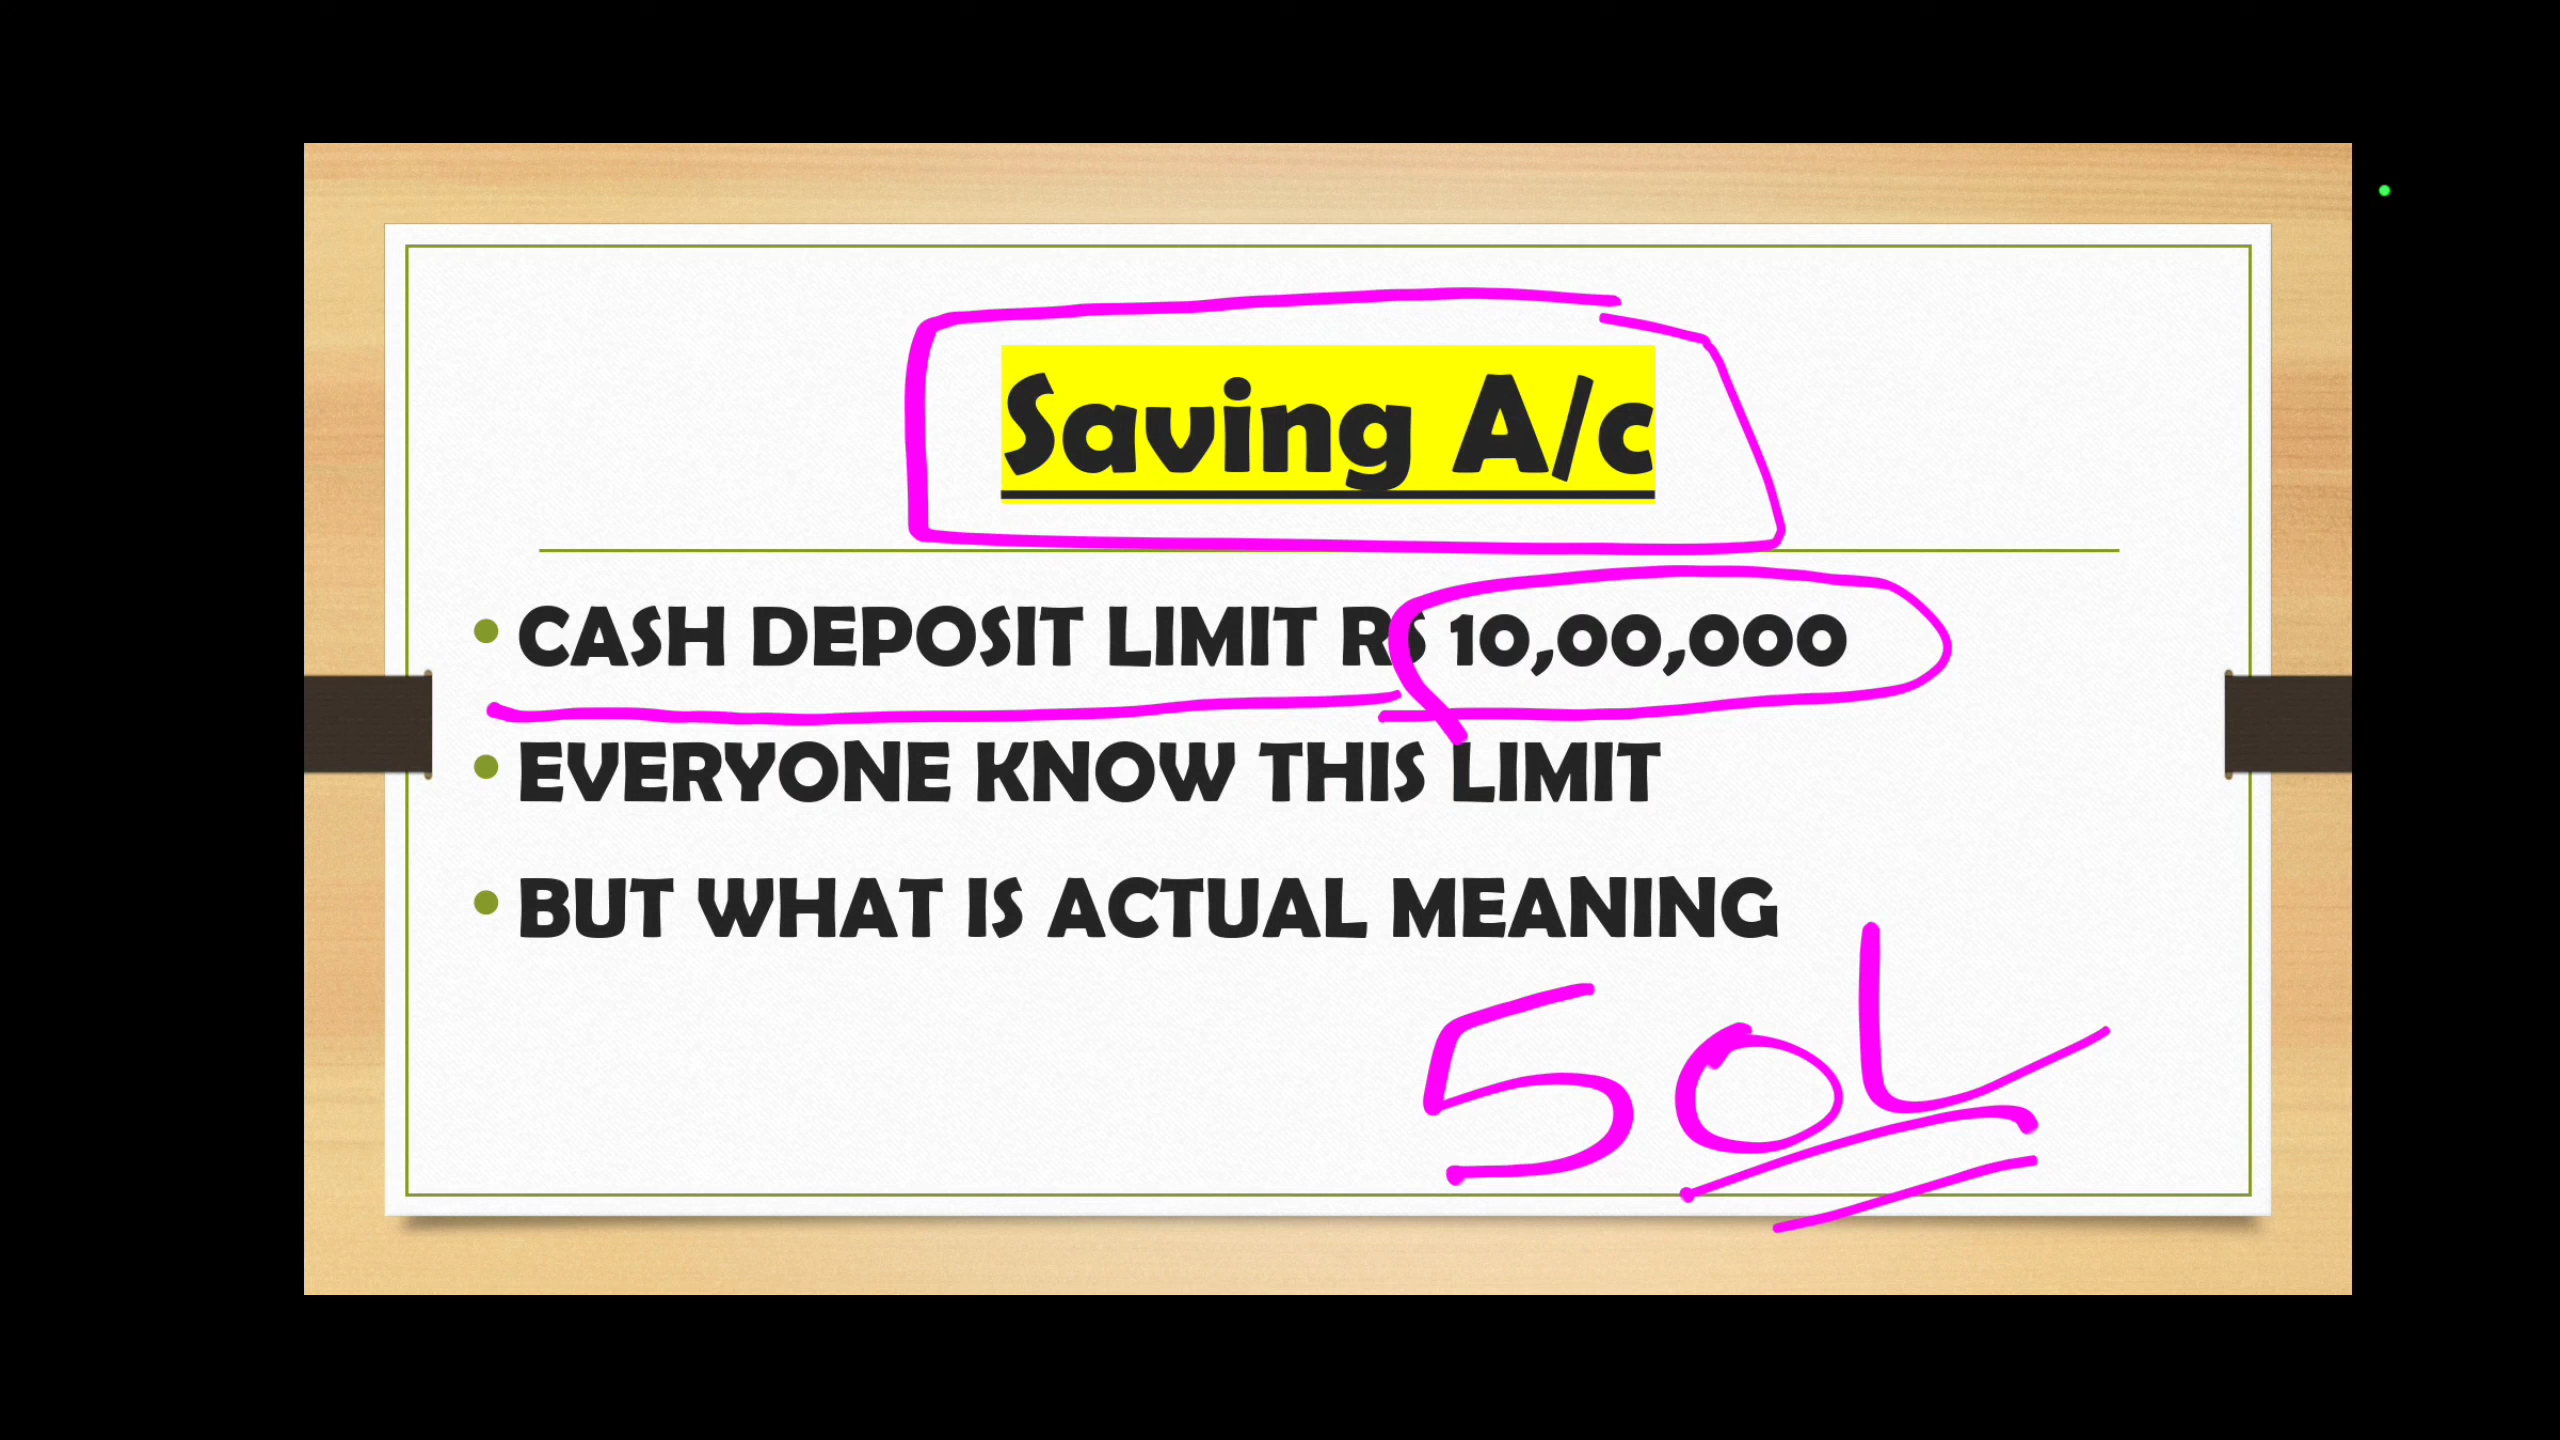 Saving A/c
CASH DEPOSIT LIMIT RS 10,00,000
EVERYONE KNOW THIS LIMIT
BUT WHAT IS ACTUAL MEANING
50L